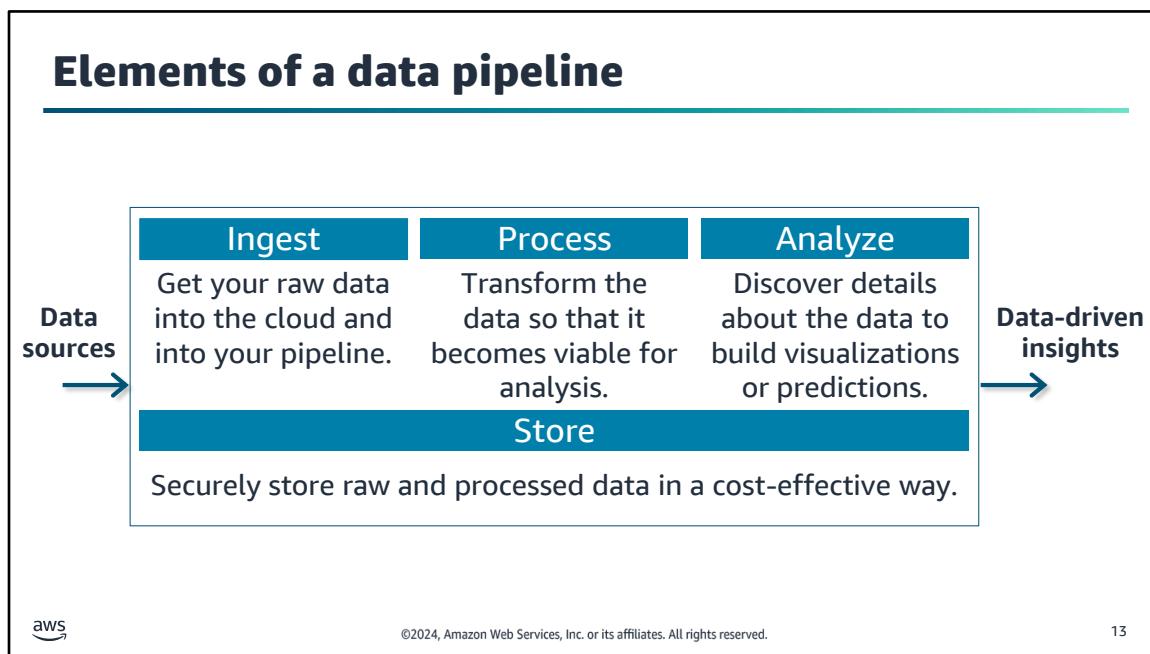 Elements of a data pipeline
Data
sources
Ingest
Get your raw data
into the cloud and
into your pipeline.
Process
Transform the
data so that it
becomes viable for
analysis.
Analyze
Discover details
about the data to
build visualizations
or predictions.
Store
Securely store raw and processed data in a cost-effective way.
Data-driven
insights
aws
©2024, Amazon Web Services, Inc. or its affiliates. All rights reserved.
13